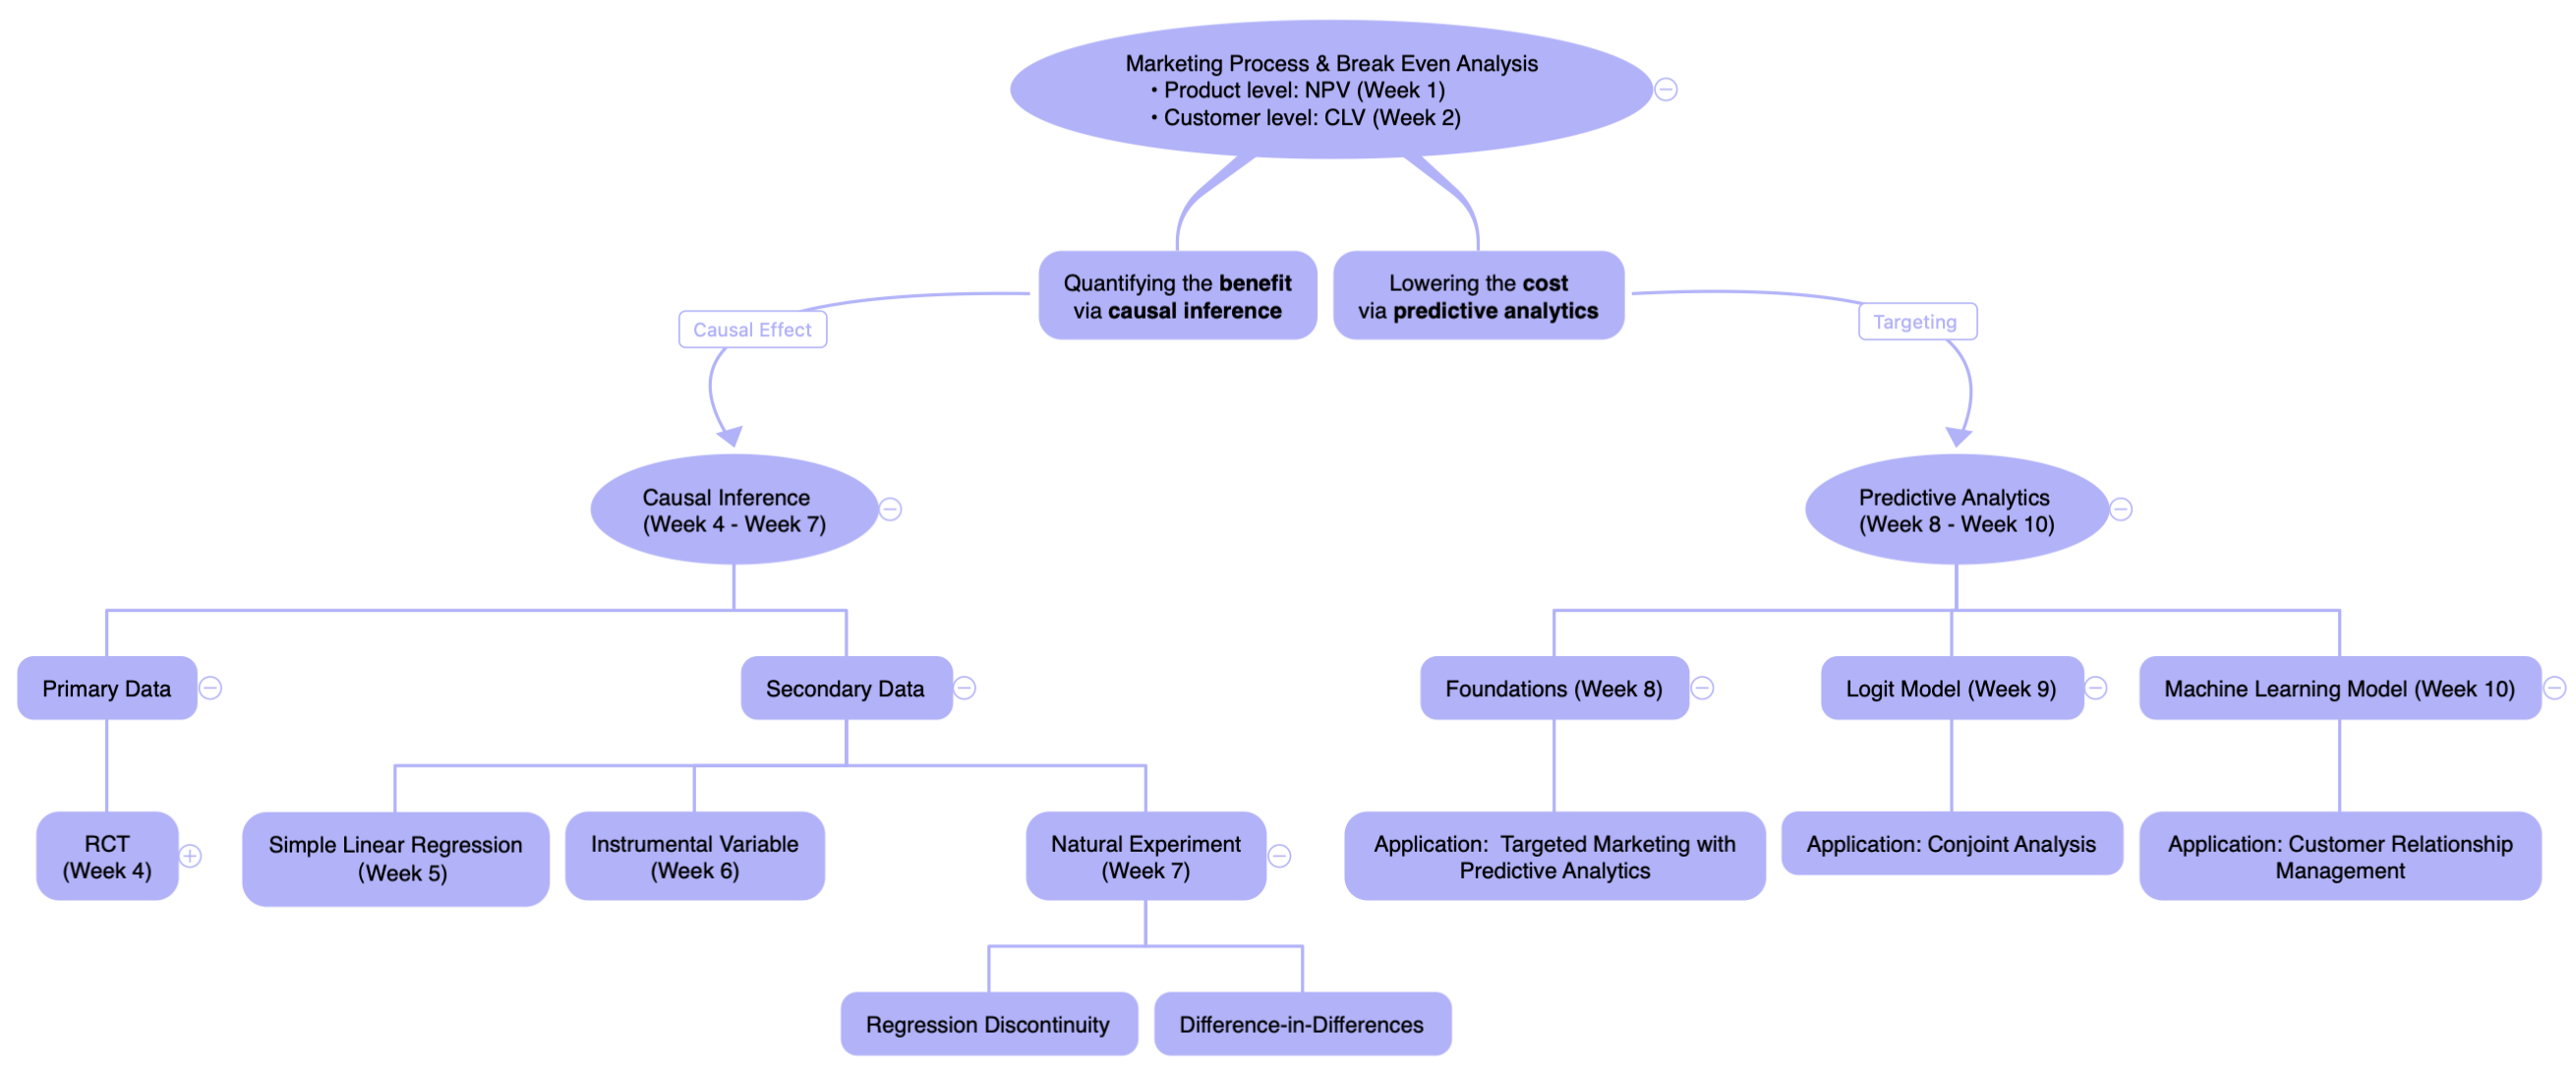 Marketing Process & Break Even Analysis
• Product level: NPV (Week 1)
• Customer level: CLV (Week 2)
Quantifying the benefit
via causal inference
Lowering the cost
via predictive analytics
Causal Effect
Targeting
Causal Inference
(Week 4 - Week 7)
Predictive Analytics
(Week 8 - Week 10)
Primary Data
Secondary Data
Foundations (Week 8)
Logit Model (Week 9)
Machine Learning Model (Week 10)
RCT
(Week 4)
Simple Linear Regression
(Week 5)
Instrumental Variable
(Week 6)
Natural Experiment
(Week 7)
Application:  Targeted Marketing with
Predictive Analytics
Application: Conjoint Analysis
Application: Customer Relationship
Management
Regression Discontinuity
Difference-in-Differences